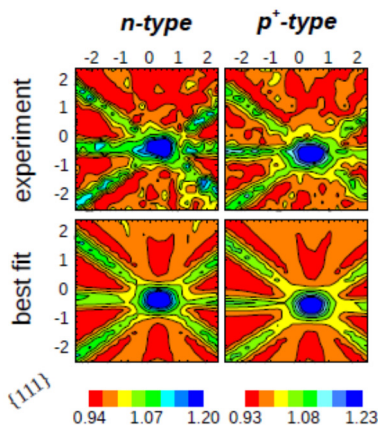 n-type p⁺-type
-2 -1 0 1 2 -2 -1 0 1 2
experiment
2
1
0
-1
-2
best fit
2
1
0
-1
-2
{111}
0.94 1.07 1.20 0.93 1.08 1.23